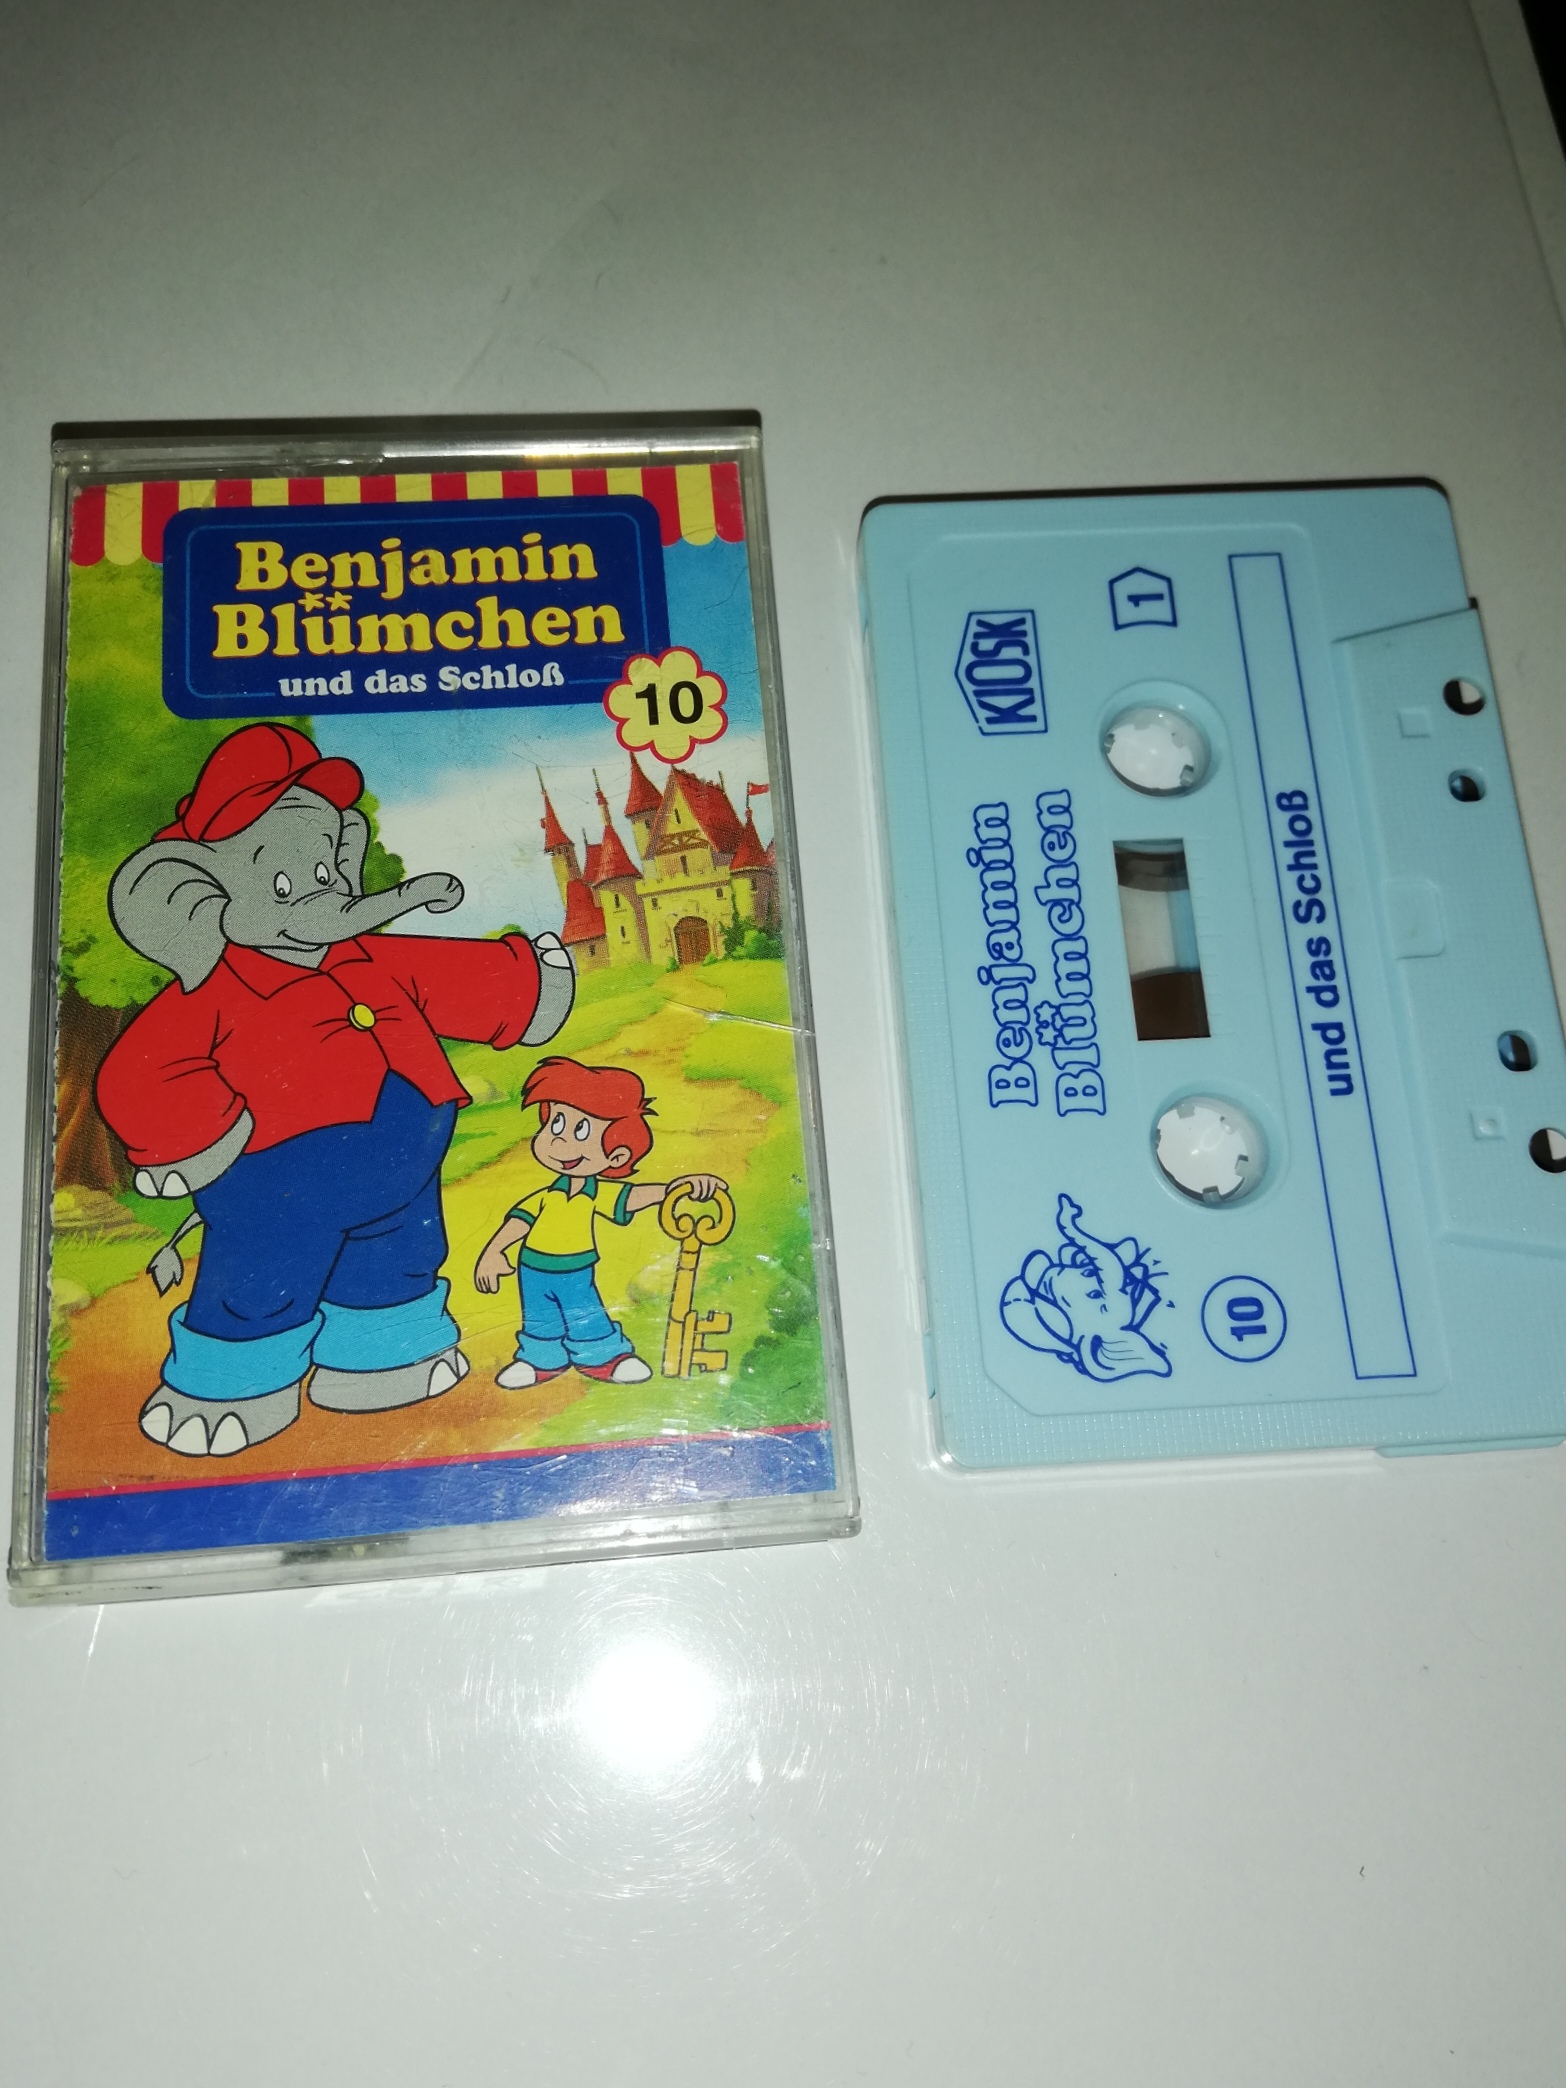 Benjamin
Blümchen
und das Schloß
10
KIOSK
1
Benjamin
Blümchen
10
und das Schloß